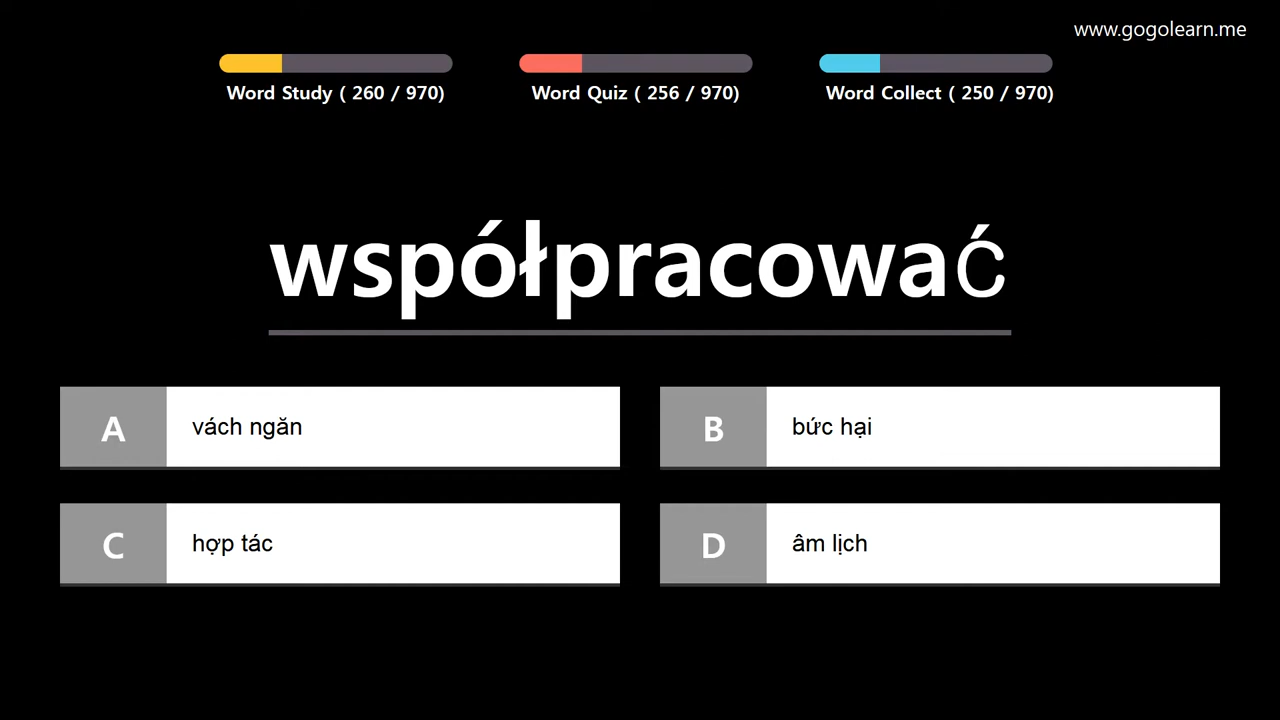 www.gogolearn.me
Word Study ( 260 / 970)
Word Quiz ( 256 / 970)
Word Collect ( 250 / 970)
współpracować
A
vách ngăn
B
bức hại
C
hợp tác
D
âm lịch